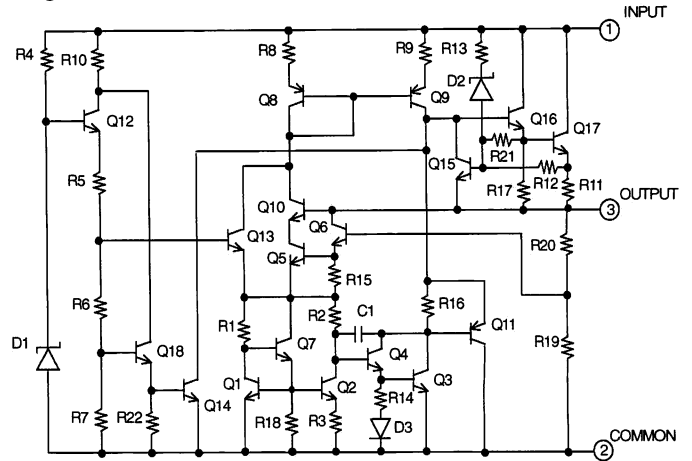 INPUT
R4
R10
R8
R9
R13
1
D2
Q8
Q9
Q12
Q16
Q17
Q15
R21
R12
R5
R17
R11
OUTPUT
3
Q10
Q6
Q13
R20
Q5
R15
R6
R16
R1
R2
C1
Q11
D1
Q7
R19
Q18
Q4
Q1
Q2
Q3
Q14
R14
R7
R22
R18
R3
D3
COMMON
2